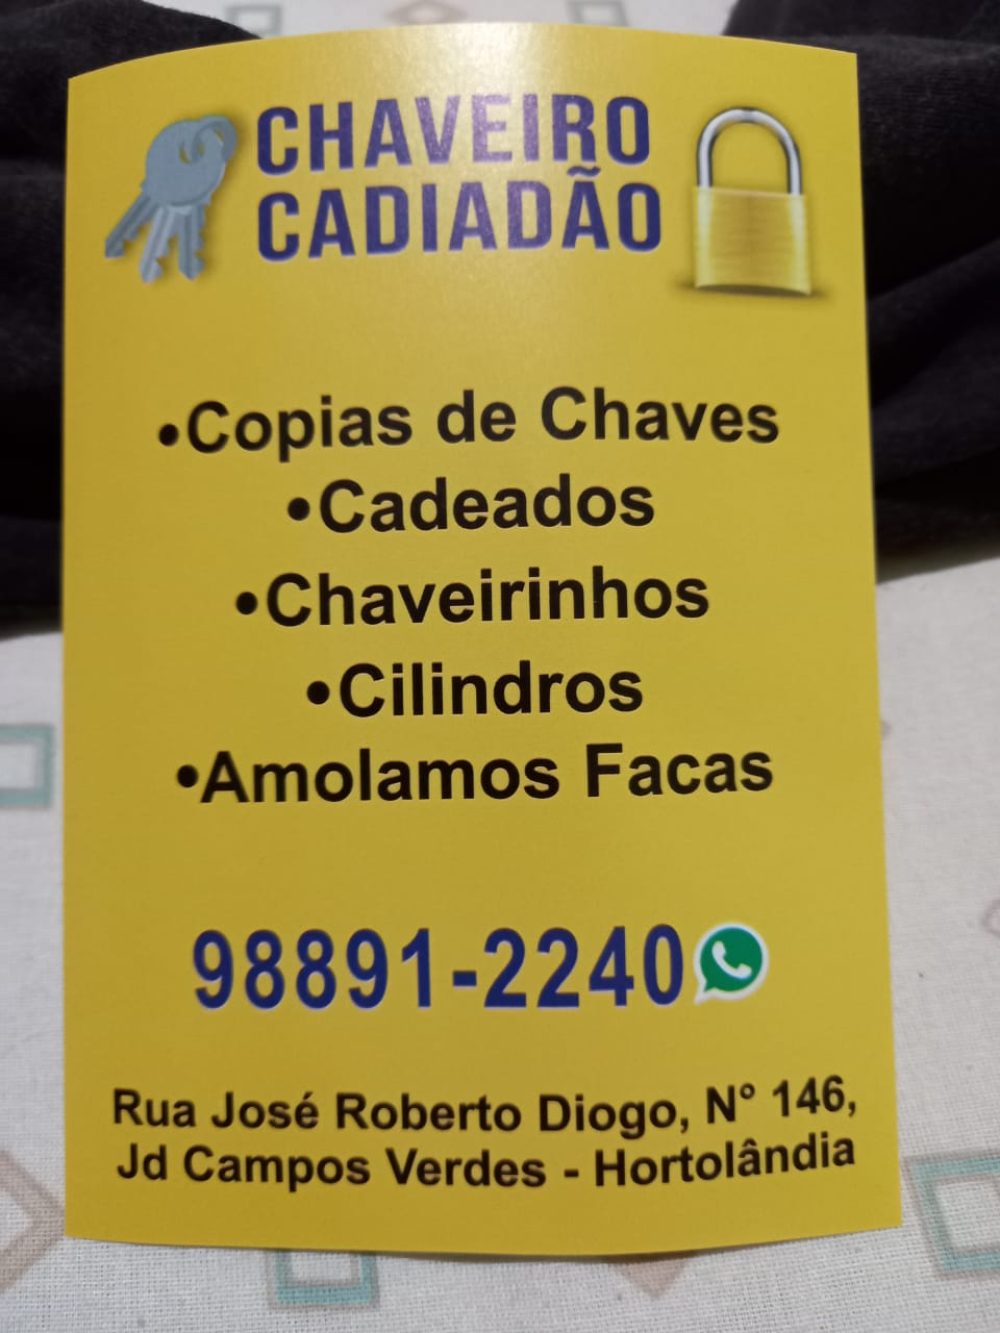 CHAVEIRO
CADIADÃO
•Copias de Chaves
•Cadeados
•Chaveirinhos
•Cilindros
•Amolamos Facas
98891-2240
Rua José Roberto Diogo, N° 146,
Jd Campos Verdes - Hortolândia